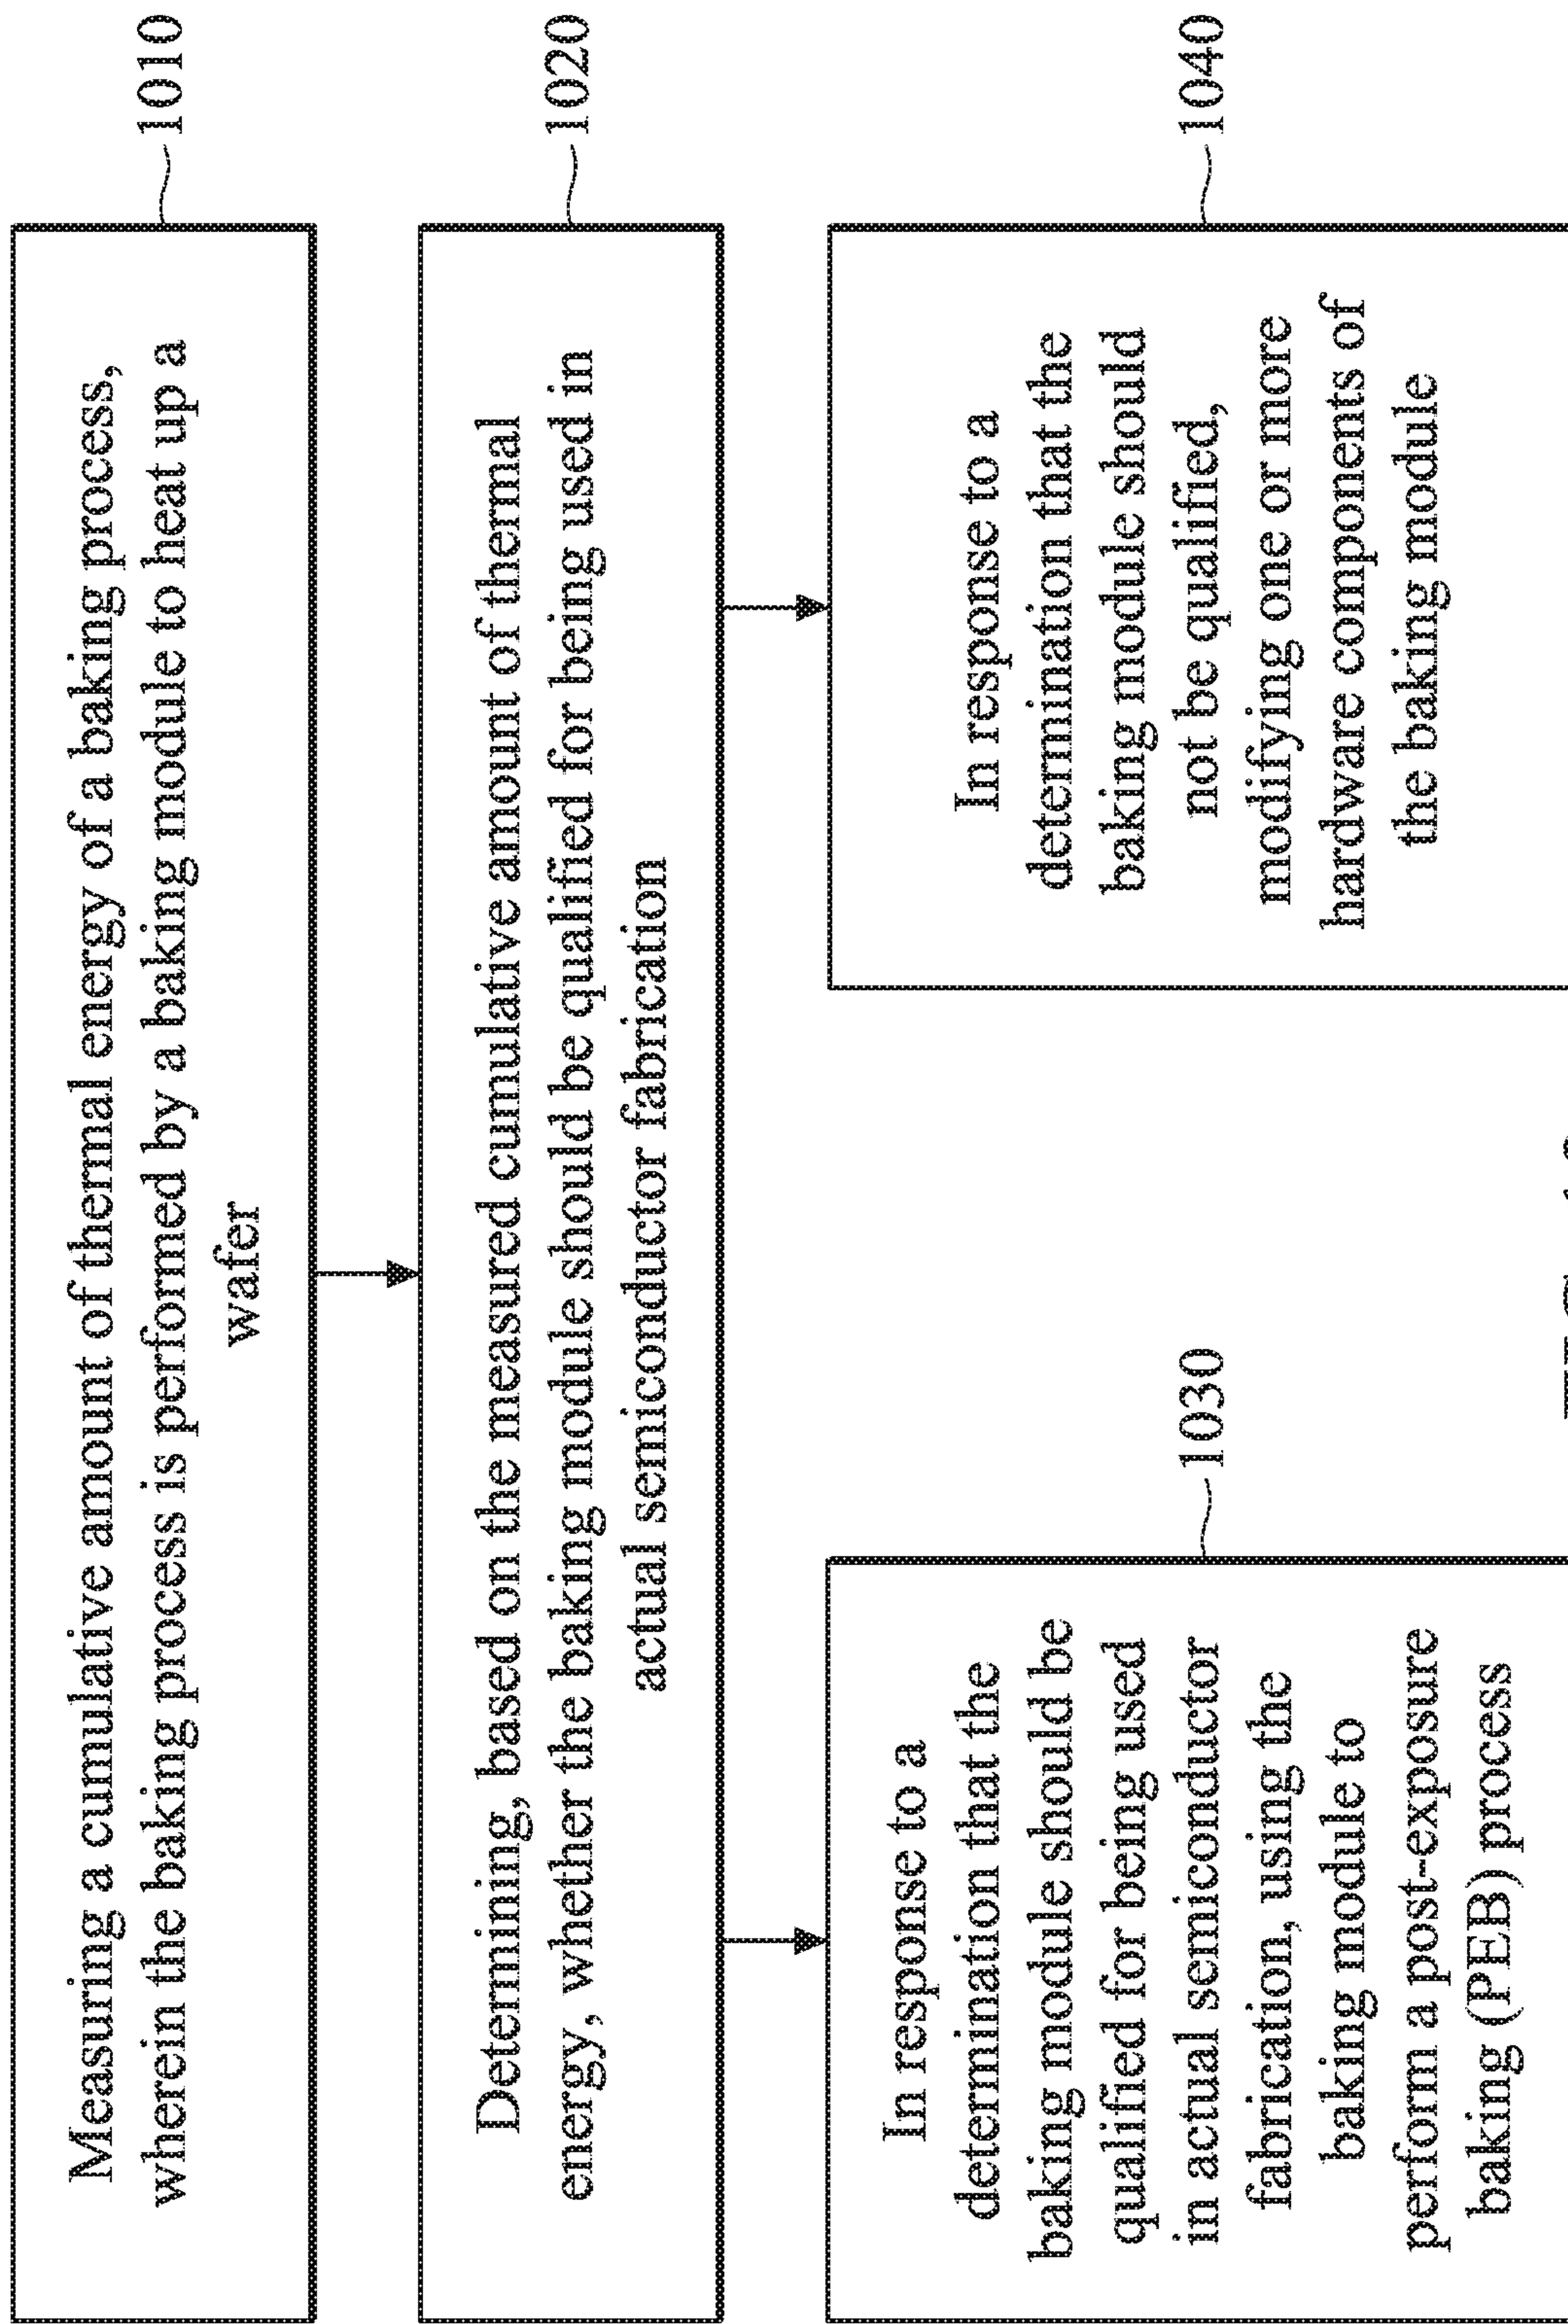 Measuring a cumulative amount of thermal energy of a baking process,
wherein the baking process is performed by a baking module to heat up a
wafer
1010
Determining, based on the measured cumulative amount of thermal
energy, whether the baking module should be qualified for being used in
actual semiconductor fabrication
1020
In response to a
determination that the
baking module should be
qualified for being used
in actual semiconductor
fabrication, using the
baking module to
perform a post-exposure
baking (PEB) process
1030
In response to a
determination that the
baking module should
not be qualified,
modifying one or more
hardware components of
the baking module
1040